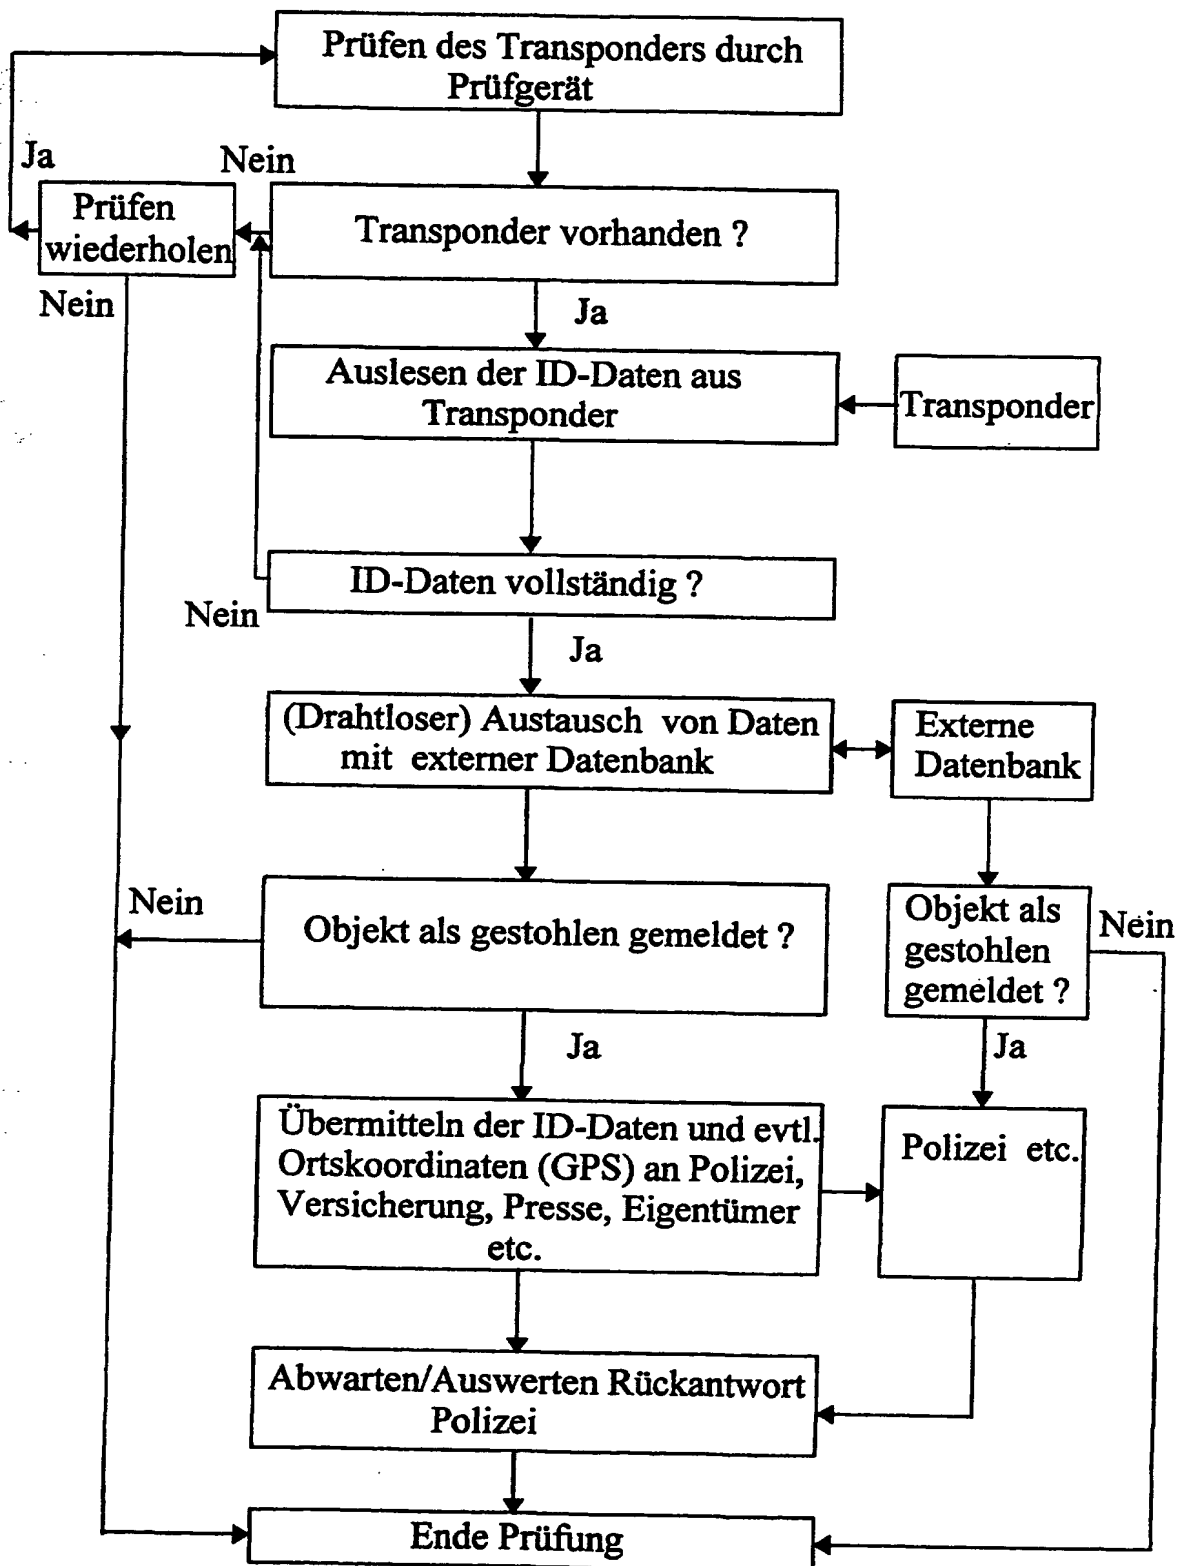 Prüfen des Transponders durch
Prüfgerät
Ja
Nein
Prüfen
wiederholen
Transponder vorhanden ?
Nein
Ja
Auslesen der ID-Daten aus
Transponder
Transponder
ID-Daten vollständig ?
Nein
Ja
(Drahtloser) Austausch von Daten
mit externer Datenbank
Externe
Datenbank
Nein
Objekt als gestohlen gemeldet ?
Objekt als
gestohlen
gemeldet ?
Nein
Ja
Ja
Übermitteln der ID-Daten und evtl.
Ortskoordinaten (GPS) an Polizei,
Versicherung, Presse, Eigentümer
etc.
Polizei etc.
Abwarten/Auswerten Rückantwort
Polizei
Ende Prüfung